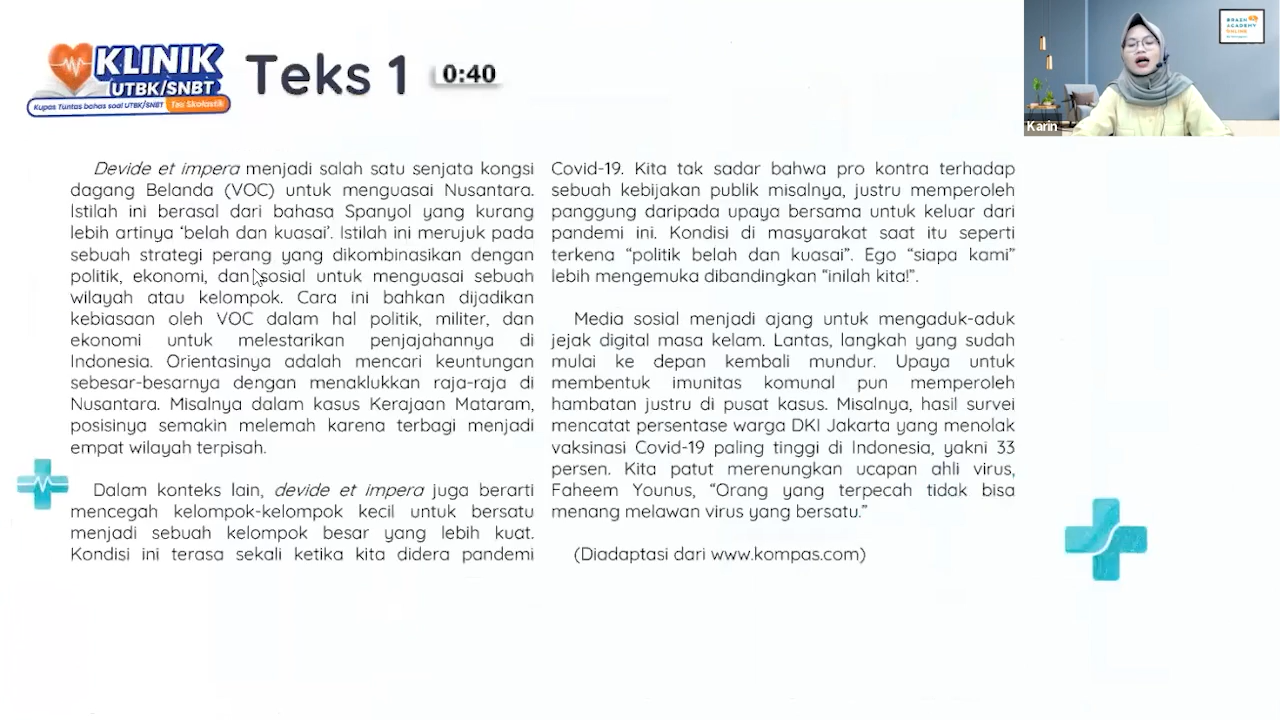 KLINIK
UTBK/SNBT
Kupas Tuntas bahas soal UTBK/SNBT Tes Skolastik
Teks 1
0:40
BRAIN
ACADEMY
ONLINE
Karin
Devide et impera menjadi salah satu senjata kongsi
dagang Belanda (VOC) untuk menguasai Nusantara.
Istilah ini berasal dari bahasa Spanyol yang kurang
lebih artinya ‘belah dan kuasai’. Istilah ini merujuk pada
sebuah strategi perang yang dikombinasikan dengan
politik, ekonomi, dan sosial untuk menguasai sebuah
wilayah atau kelompok. Cara ini bahkan dijadikan
kebiasaan oleh VOC dalam hal politik, militer, dan
ekonomi untuk melestarikan penjajahannya di
Indonesia. Orientasinya adalah mencari keuntungan
sebesar-besarnya dengan menaklukkan raja-raja di
Nusantara. Misalnya dalam kasus Kerajaan Mataram,
posisinya semakin melemah karena terbagi menjadi
empat wilayah terpisah.
Dalam konteks lain, devide et impera juga berarti
mencegah kelompok-kelompok kecil untuk bersatu
menjadi sebuah kelompok besar yang lebih kuat.
Kondisi ini terasa sekali ketika kita didera pandemi
Covid-19. Kita tak sadar bahwa pro kontra terhadap
sebuah kebijakan publik misalnya, justru memperoleh
panggung daripada upaya bersama untuk keluar dari
pandemi ini. Kondisi di masyarakat saat itu seperti
terkena “politik belah dan kuasai”. Ego “siapa kami”
lebih mengemuka dibandingkan “inilah kita!”.
Media sosial menjadi ajang untuk mengaduk-aduk
jejak digital masa kelam. Lantas, langkah yang sudah
mulai ke depan kembali mundur. Upaya untuk
membentuk imunitas komunal pun memperoleh
hambatan justru di pusat kasus. Misalnya, hasil survei
mencatat persentase warga DKI Jakarta yang menolak
vaksinasi Covid-19 paling tinggi di Indonesia, yakni 33
persen. Kita patut merenungkan ucapan ahli virus,
Faheem Younus, “Orang yang terpecah tidak bisa
menang melawan virus yang bersatu.”
(Diadaptasi dari www.kompas.com)